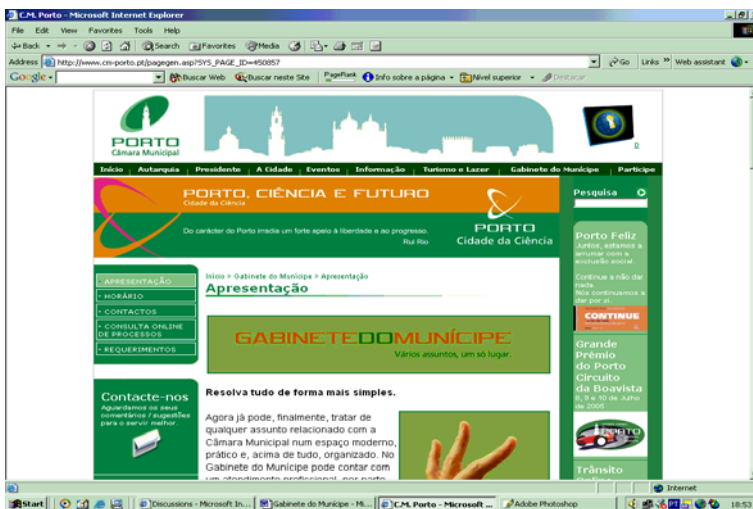 C.M. Porto - Microsoft Internet Explorer
File Edit View Favorites Tools Help
Back Search Favorites Media
Address http://www.cm-porto.pt/pagegen.asp?SYS_PAGE_ID=450857 Go Links » Web assistant
Google Buscar Web Buscar neste Site PageRank Info sobre a página Nível superior Destacar
PORTO
Câmara Municipal
Início Autarquia Presidente A Cidade Eventos Informação Turismo e Lazer Gabinete do Munícipe Participe
PORTO, CIÊNCIA E FUTURO
Cidade da Ciência
Do carácter do Porto irradia um forte apelo à liberdade e ao progresso.
Rui Rio
PORTO
Cidade da Ciência
Pesquisa
Porto Feliz
Juntos, estamos a
arrumar com a
exclusão social.
Continue a não dar
nada.
Nós continuamos a
dar por si.
CONTINUE
Grande
Prémio
do Porto
Circuito
da Boavista
8, 9 e 10 de Julho
de 2005
PORTO
Trânsito
APRESENTAÇÃO
HORÁRIO
CONTACTOS
CONSULTA ONLINE
DE PROCESSOS
REQUERIMENTOS
Contacte-nos
Aguardamos os seus
comentários / sugestões
para o servir melhor.
Início > Gabinete do Munícipe > Apresentação
Apresentação
GABINETEDOMUNÍCIPE
Vários assuntos, um só lugar.
Resolva tudo de forma mais simples.
Agora já pode, finalmente, tratar de
qualquer assunto relacionado com a
Câmara Municipal num espaço moderno,
prático e, acima de tudo, organizado. No
Gabinete do Munícipe pode contar com
um atendimento profissional, por parte
Internet
Start Discussions - Microsoft In... Gabinete do Munícipe - Mi... C.M. Porto - Microsoft ... Adobe Photoshop PT 18:53